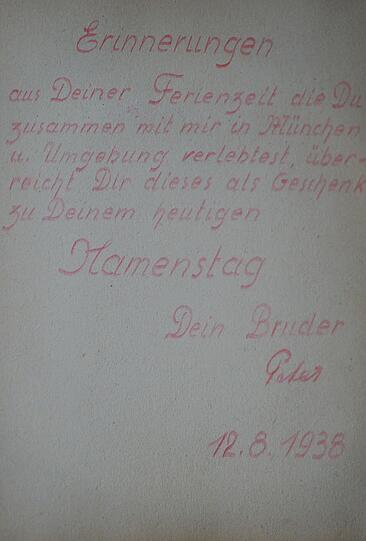 Erinnerungen
aus Deiner Ferienzeit die Du
zusammen mit mir in München
u. Umgebung verlebtest, über-
reicht Dir dieses als Geschenk
zu Deinem heutigen
Namenstag
Dein Bruder
Peter
12.8.1938